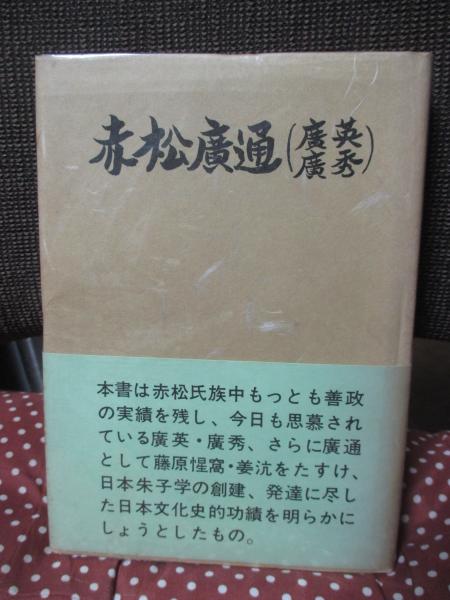 赤松廣通(廣英廣秀)
本書は赤松氏族中もっとも善政
の実績を残し、今日も思慕され
ている廣英・廣秀、さらに廣通
として藤原惺窩・姜沆をたすけ、
日本朱子学の創建、発達に尽し
た日本文化史的功績を明らかに
しょうとしたもの。